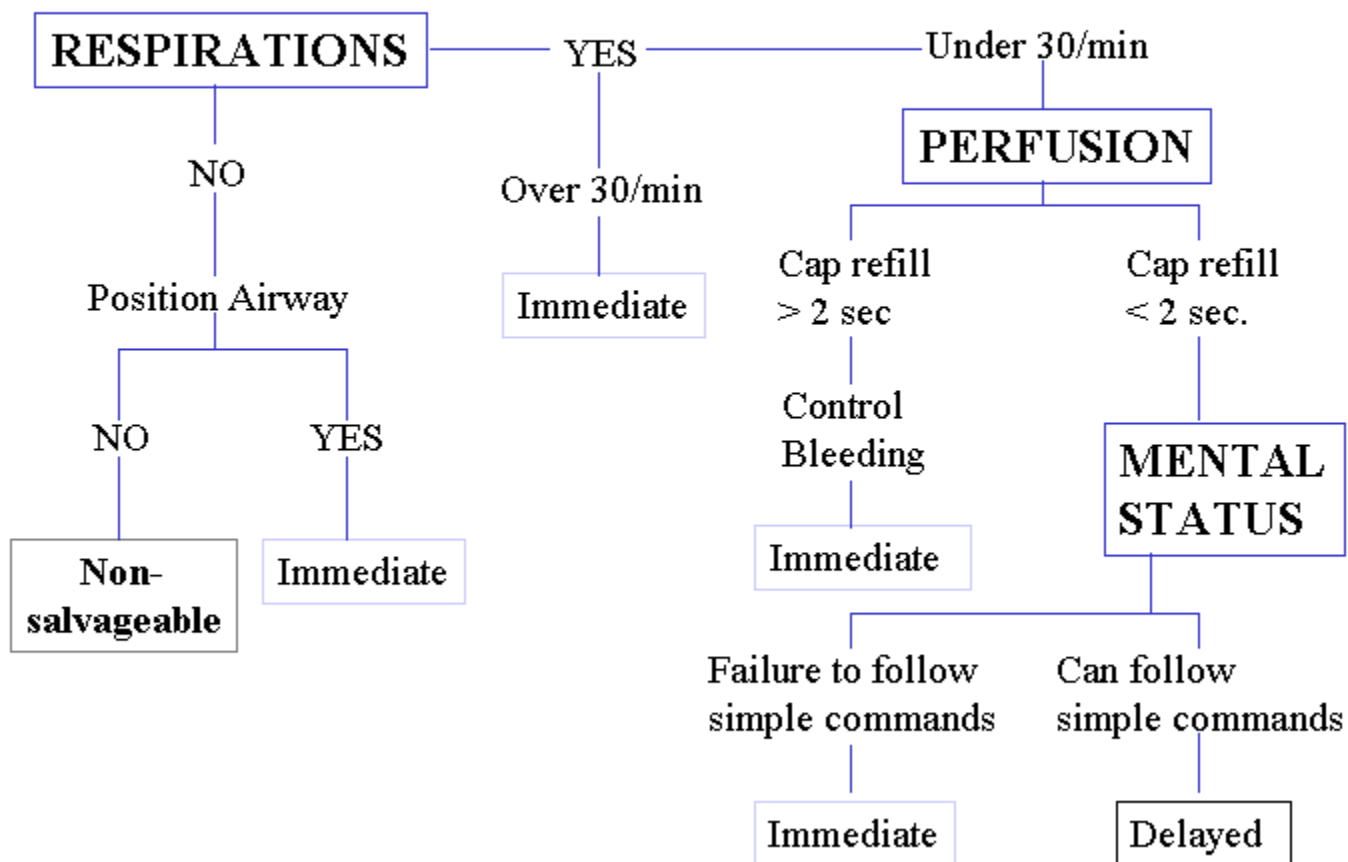 RESPIRATIONS
YES
Under 30/min
NO
Over 30/min
PERFUSION
Position Airway
Immediate
Cap refill
> 2 sec
Cap refill
< 2 sec.
NO
YES
Control
Bleeding
MENTAL
STATUS
Non-
salvageable
Immediate
Immediate
Failure to follow
simple commands
Can follow
simple commands
Immediate
Delayed